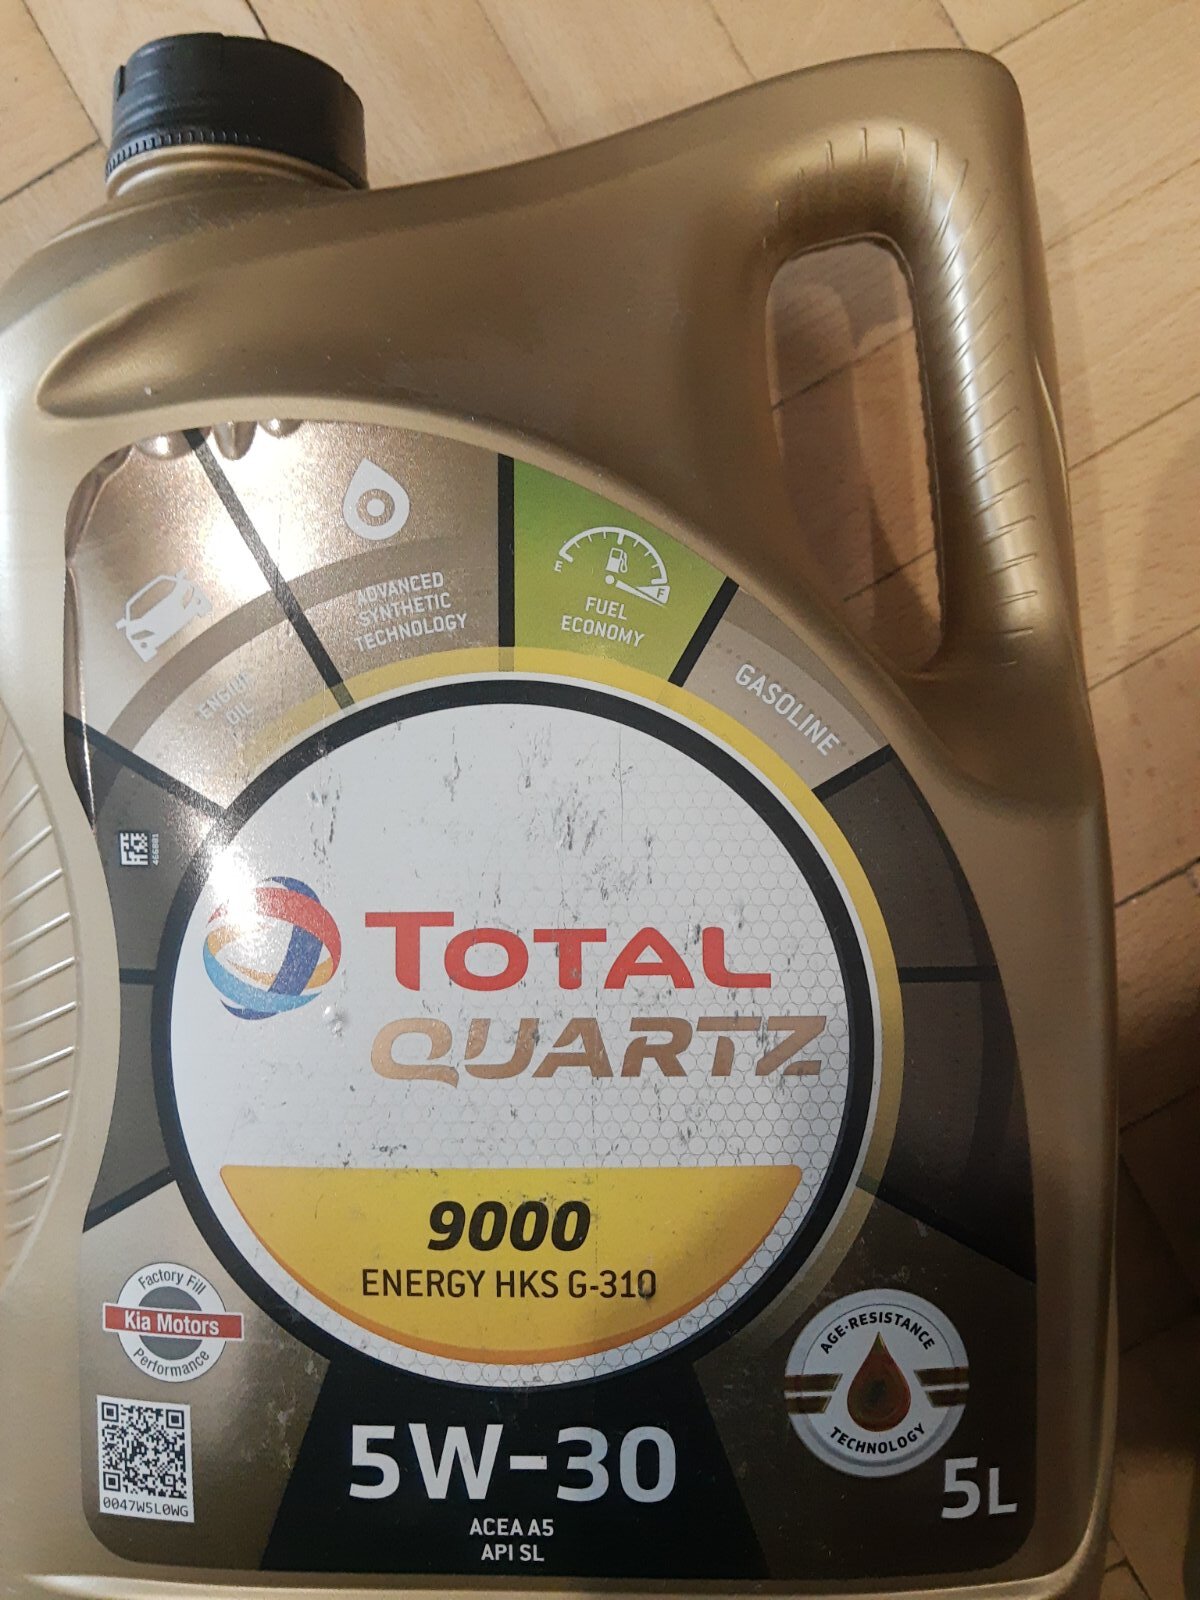 ADVANCED
SYNTHETIC
TECHNOLOGY
E
F
FUEL
ECONOMY
GASOLINE
ENGINE
OIL
466881
TOTAL
QUARTZ
9000
ENERGY HKS G-310
Factory Fill
Kia Motors
Performance
AGE-RESISTANCE
TECHNOLOGY
0047W5L0WG
5W-30
5L
ACEA A5
API SL